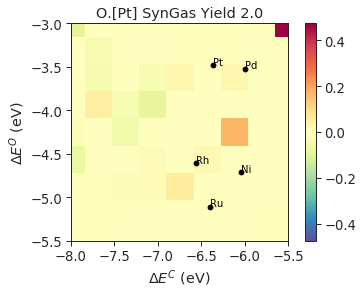 O.[Pt] SynGas Yield 2.0
−3.0
−3.5
−4.0
−4.5
−5.0
−5.5
ΔE^O (eV)
Pt
Pd
Rh
Ni
Ru
−8.0 −7.5 −7.0 −6.5 −6.0 −5.5
ΔE^C (eV)
0.4
0.2
0.0
−0.2
−0.4